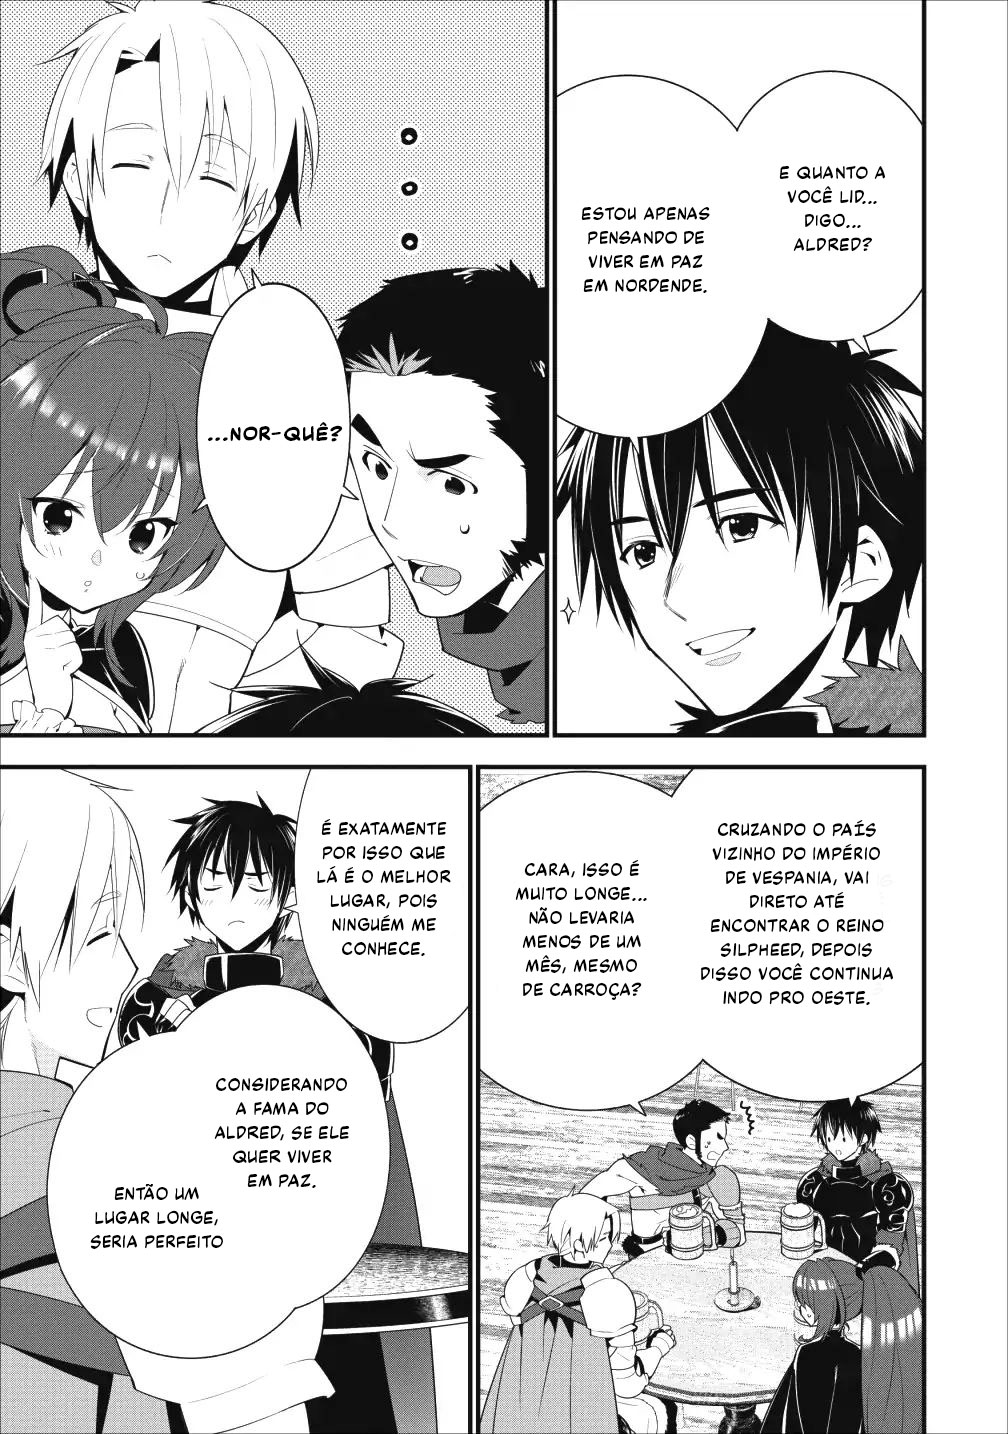 E QUANTO A
VOCÊ LID...
DIGO...
ALDRED?
ESTOU APENAS
PENSANDO DE
VIVER EM PAZ
EM NORDENDE.
...NOR-QUÊ?
CRUZANDO O PAÍS
VIZINHO DO IMPÉRIO
DE VESPANIA, VAI
DIRETO ATÉ
ENCONTRAR O REINO
SILPHEED, DEPOIS
DISSO VOCÊ CONTINUA
INDO PRO OESTE.
CARA, ISSO É
MUITO LONGE...
NÃO LEVARIA
MENOS DE UM
MÊS, MESMO
DE CARROÇA?
É EXATAMENTE
POR ISSO QUE
LÁ É O MELHOR
LUGAR, POIS
NINGUÉM ME
CONHECE.
CONSIDERANDO
A FAMA DO
ALDRED, SE ELE
QUER VIVER
EM PAZ.
ENTÃO UM
LUGAR LONGE,
SERIA PERFEITO